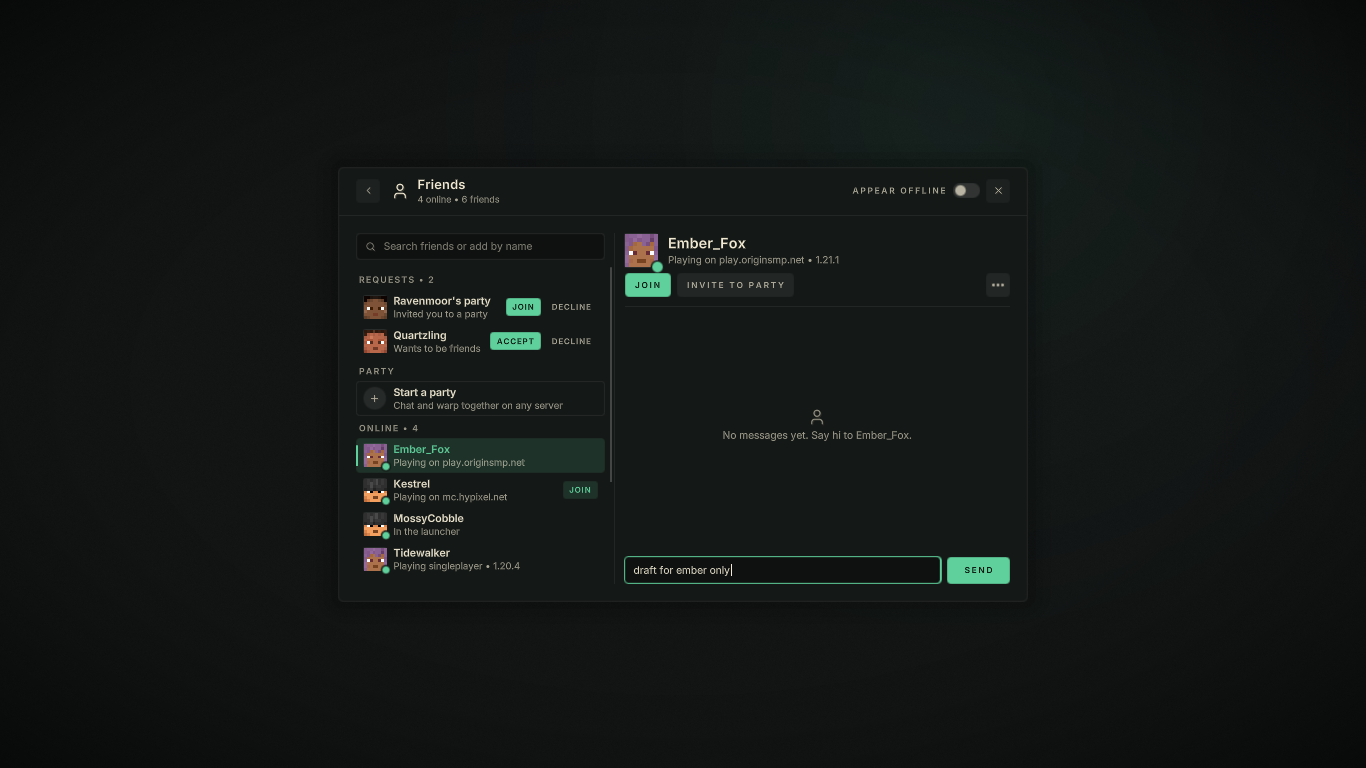 Friends
4 online • 6 friends
APPEAR OFFLINE
Search friends or add by name
REQUESTS • 2
Ravenmoor's party
Invited you to a party
JOIN
DECLINE
Quartzling
Wants to be friends
ACCEPT
DECLINE
PARTY
Start a party
Chat and warp together on any server
ONLINE • 4
Ember_Fox
Playing on play.originsmp.net
Kestrel
Playing on mc.hypixel.net
JOIN
MossyCobble
In the launcher
Tidewalker
Playing singleplayer • 1.20.4
Ember_Fox
Playing on play.originsmp.net • 1.21.1
JOIN
INVITE TO PARTY
No messages yet. Say hi to Ember_Fox.
draft for ember only
SEND